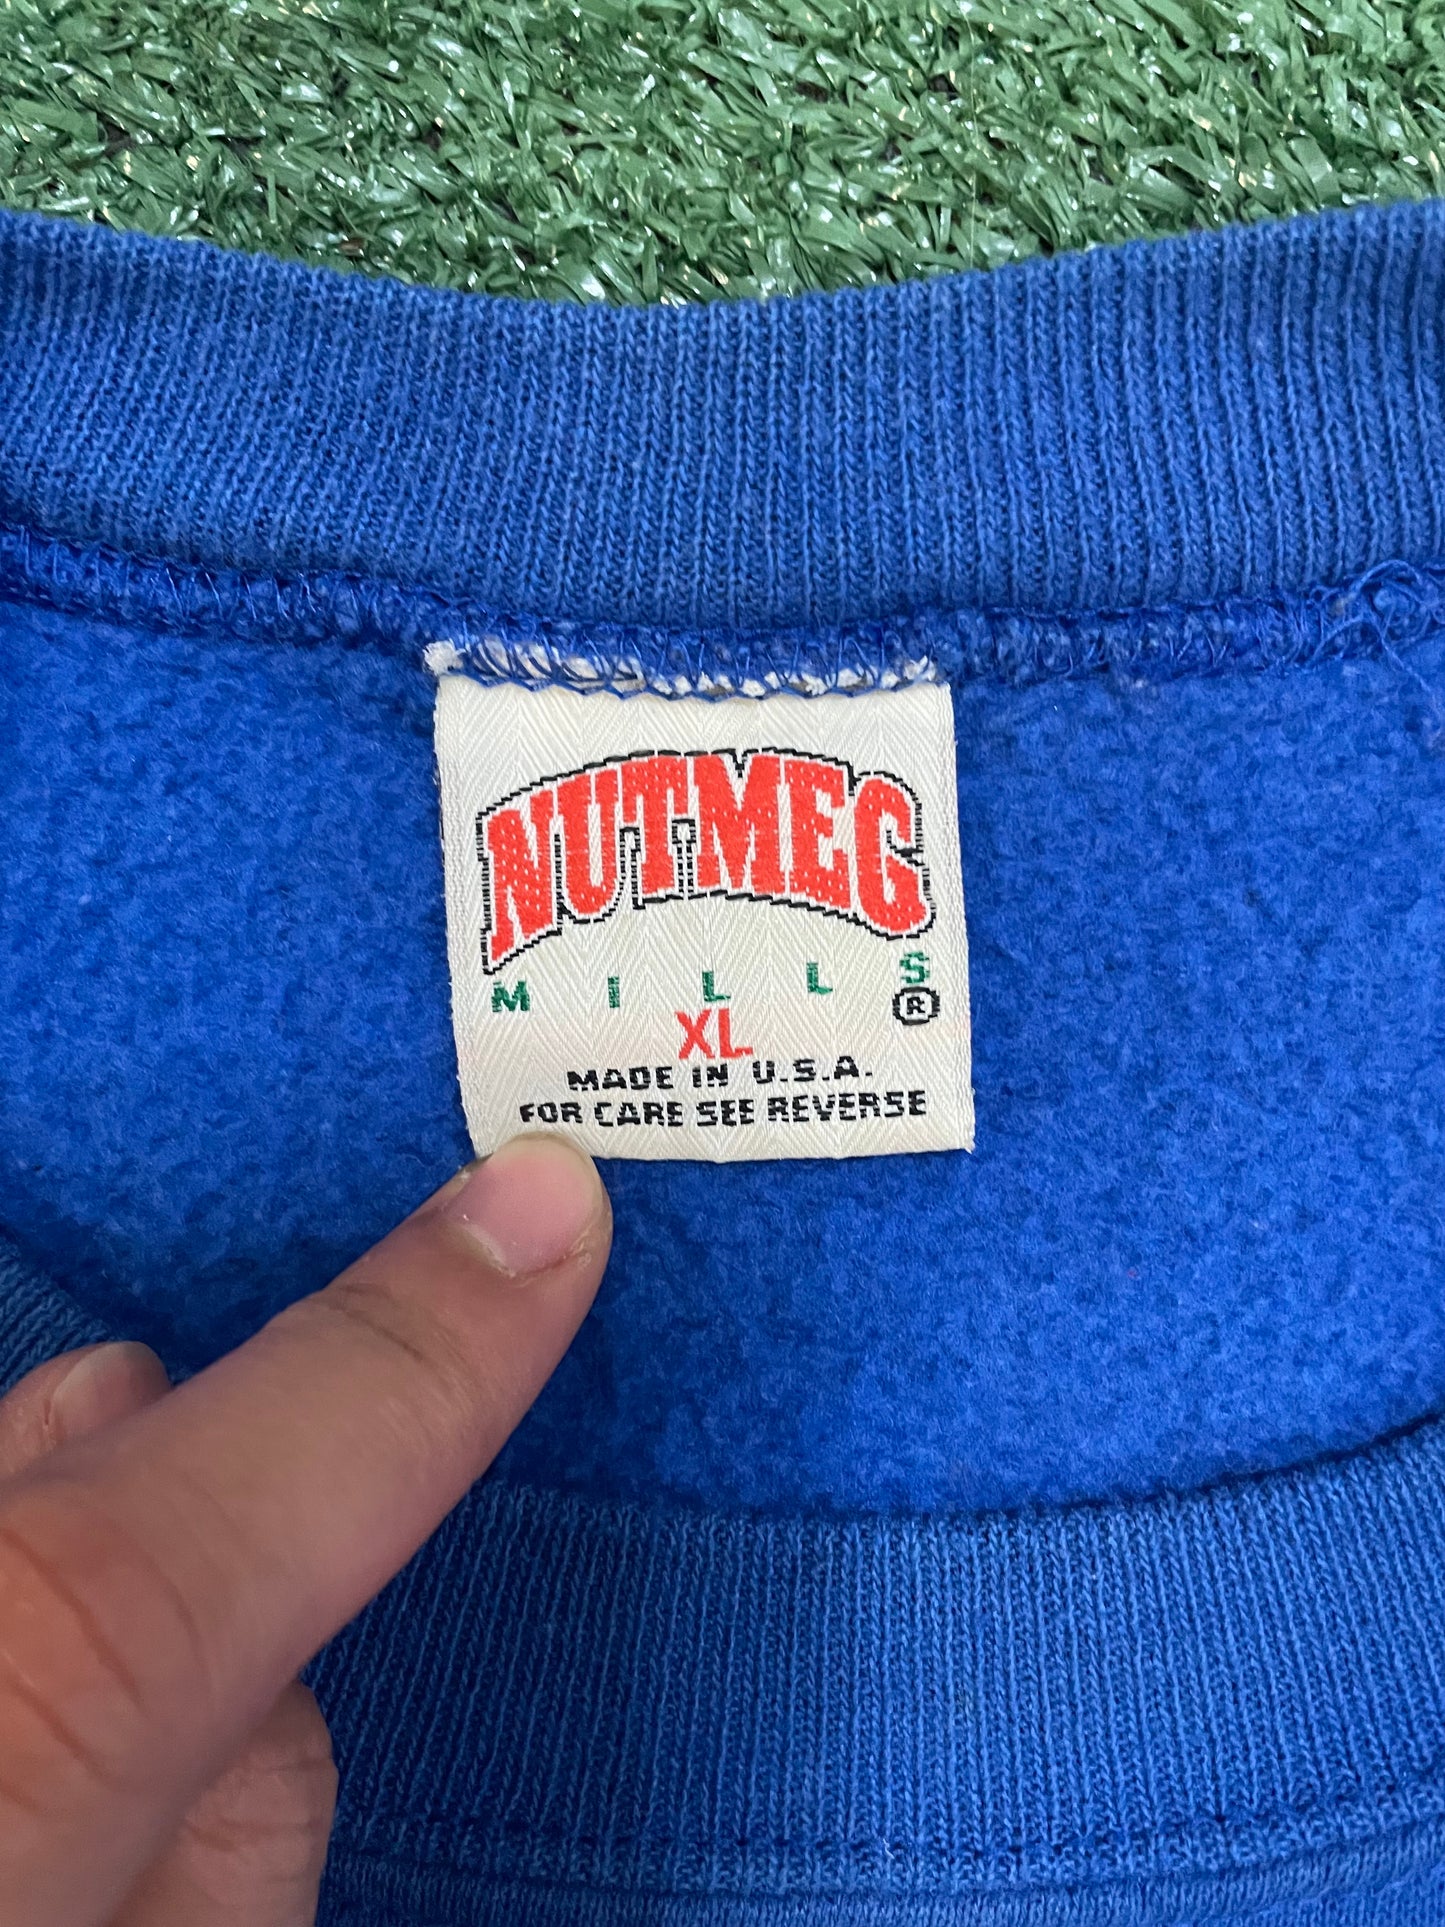 NUTMEG
MILLS
®
XL
MADE IN U.S.A.
FOR CARE SEE REVERSE